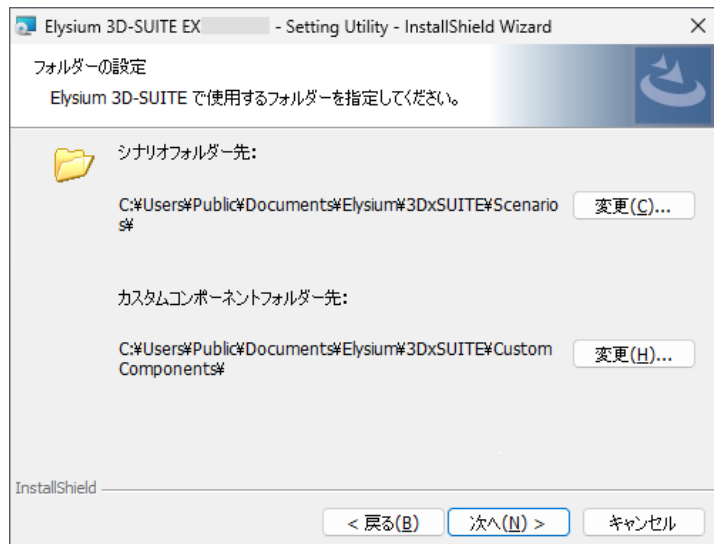 Elysium 3D-SUITE EX - Setting Utility - InstallShield Wizard
フォルダーの設定
Elysium 3D-SUITE で使用するフォルダーを指定してください。
シナリオフォルダー先:
C:¥Users¥Public¥Documents¥Elysium¥3DxSUITE¥Scenario
s¥
変更(C)...
カスタムコンポーネントフォルダー先:
C:¥Users¥Public¥Documents¥Elysium¥3DxSUITE¥Custom
Components¥
変更(H)...
InstallShield
< 戻る(B)
次へ(N) >
キャンセル